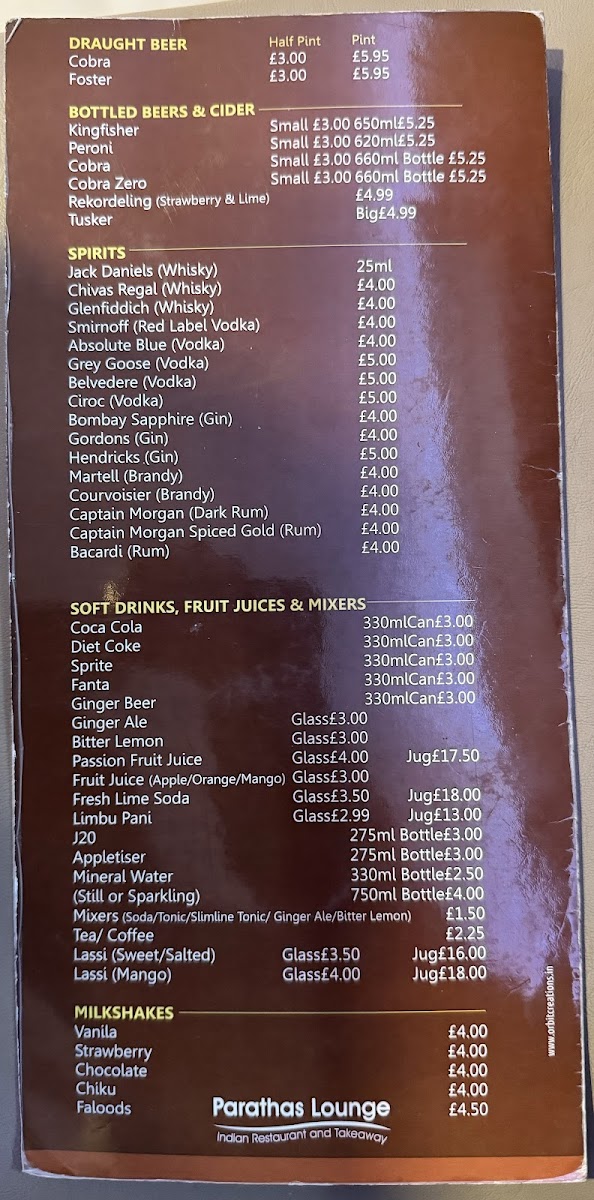 DRAUGHT BEER Half Pint Pint
Cobra £3.00 £5.95
Foster £3.00 £5.95
BOTTLED BEERS & CIDER
Kingfisher Small £3.00 650ml£5.25
Peroni Small £3.00 620ml£5.25
Cobra Small £3.00 660ml Bottle £5.25
Cobra Zero Small £3.00 660ml Bottle £5.25
Rekordeling (Strawberry & Lime) £4.99
Tusker Big£4.99
SPIRITS
Jack Daniels (Whisky) 25ml
Chivas Regal (Whisky) £4.00
Glenfiddich (Whisky) £4.00
Smirnoff (Red Label Vodka) £4.00
Absolute Blue (Vodka) £4.00
Grey Goose (Vodka) £5.00
Belvedere (Vodka) £5.00
Ciroc (Vodka) £5.00
Bombay Sapphire (Gin) £4.00
Gordons (Gin) £4.00
Hendricks (Gin) £5.00
Martell (Brandy) £4.00
Courvoisier (Brandy) £4.00
Captain Morgan (Dark Rum) £4.00
Captain Morgan Spiced Gold (Rum) £4.00
Bacardi (Rum) £4.00
SOFT DRINKS, FRUIT JUICES & MIXERS
Coca Cola 330mlCan£3.00
Diet Coke 330mlCan£3.00
Sprite 330mlCan£3.00
Fanta 330mlCan£3.00
Ginger Beer 330mlCan£3.00
Ginger Ale Glass£3.00
Bitter Lemon Glass£3.00
Passion Fruit Juice Glass£4.00 Jug£17.50
Fruit Juice (Apple/Orange/Mango) Glass£3.00
Fresh Lime Soda Glass£3.50 Jug£18.00
Limbu Pani Glass£2.99 Jug£13.00
J20 275ml Bottle£3.00
Appletiser 275ml Bottle£3.00
Mineral Water 330ml Bottle£2.50
(Still or Sparkling) 750ml Bottle£4.00
Mixers (Soda/Tonic/Slimline Tonic/ Ginger Ale/Bitter Lemon) £1.50
Tea/ Coffee £2.25
Lassi (Sweet/Salted) Glass£3.50 Jug£16.00
Lassi (Mango) Glass£4.00 Jug£18.00
MILKSHAKES
Vanila £4.00
Strawberry £4.00
Chocolate £4.00
Chiku £4.00
Faloods £4.50
Parathas Lounge
Indian Restaurant and Takeaway
www.orbitcreations.in